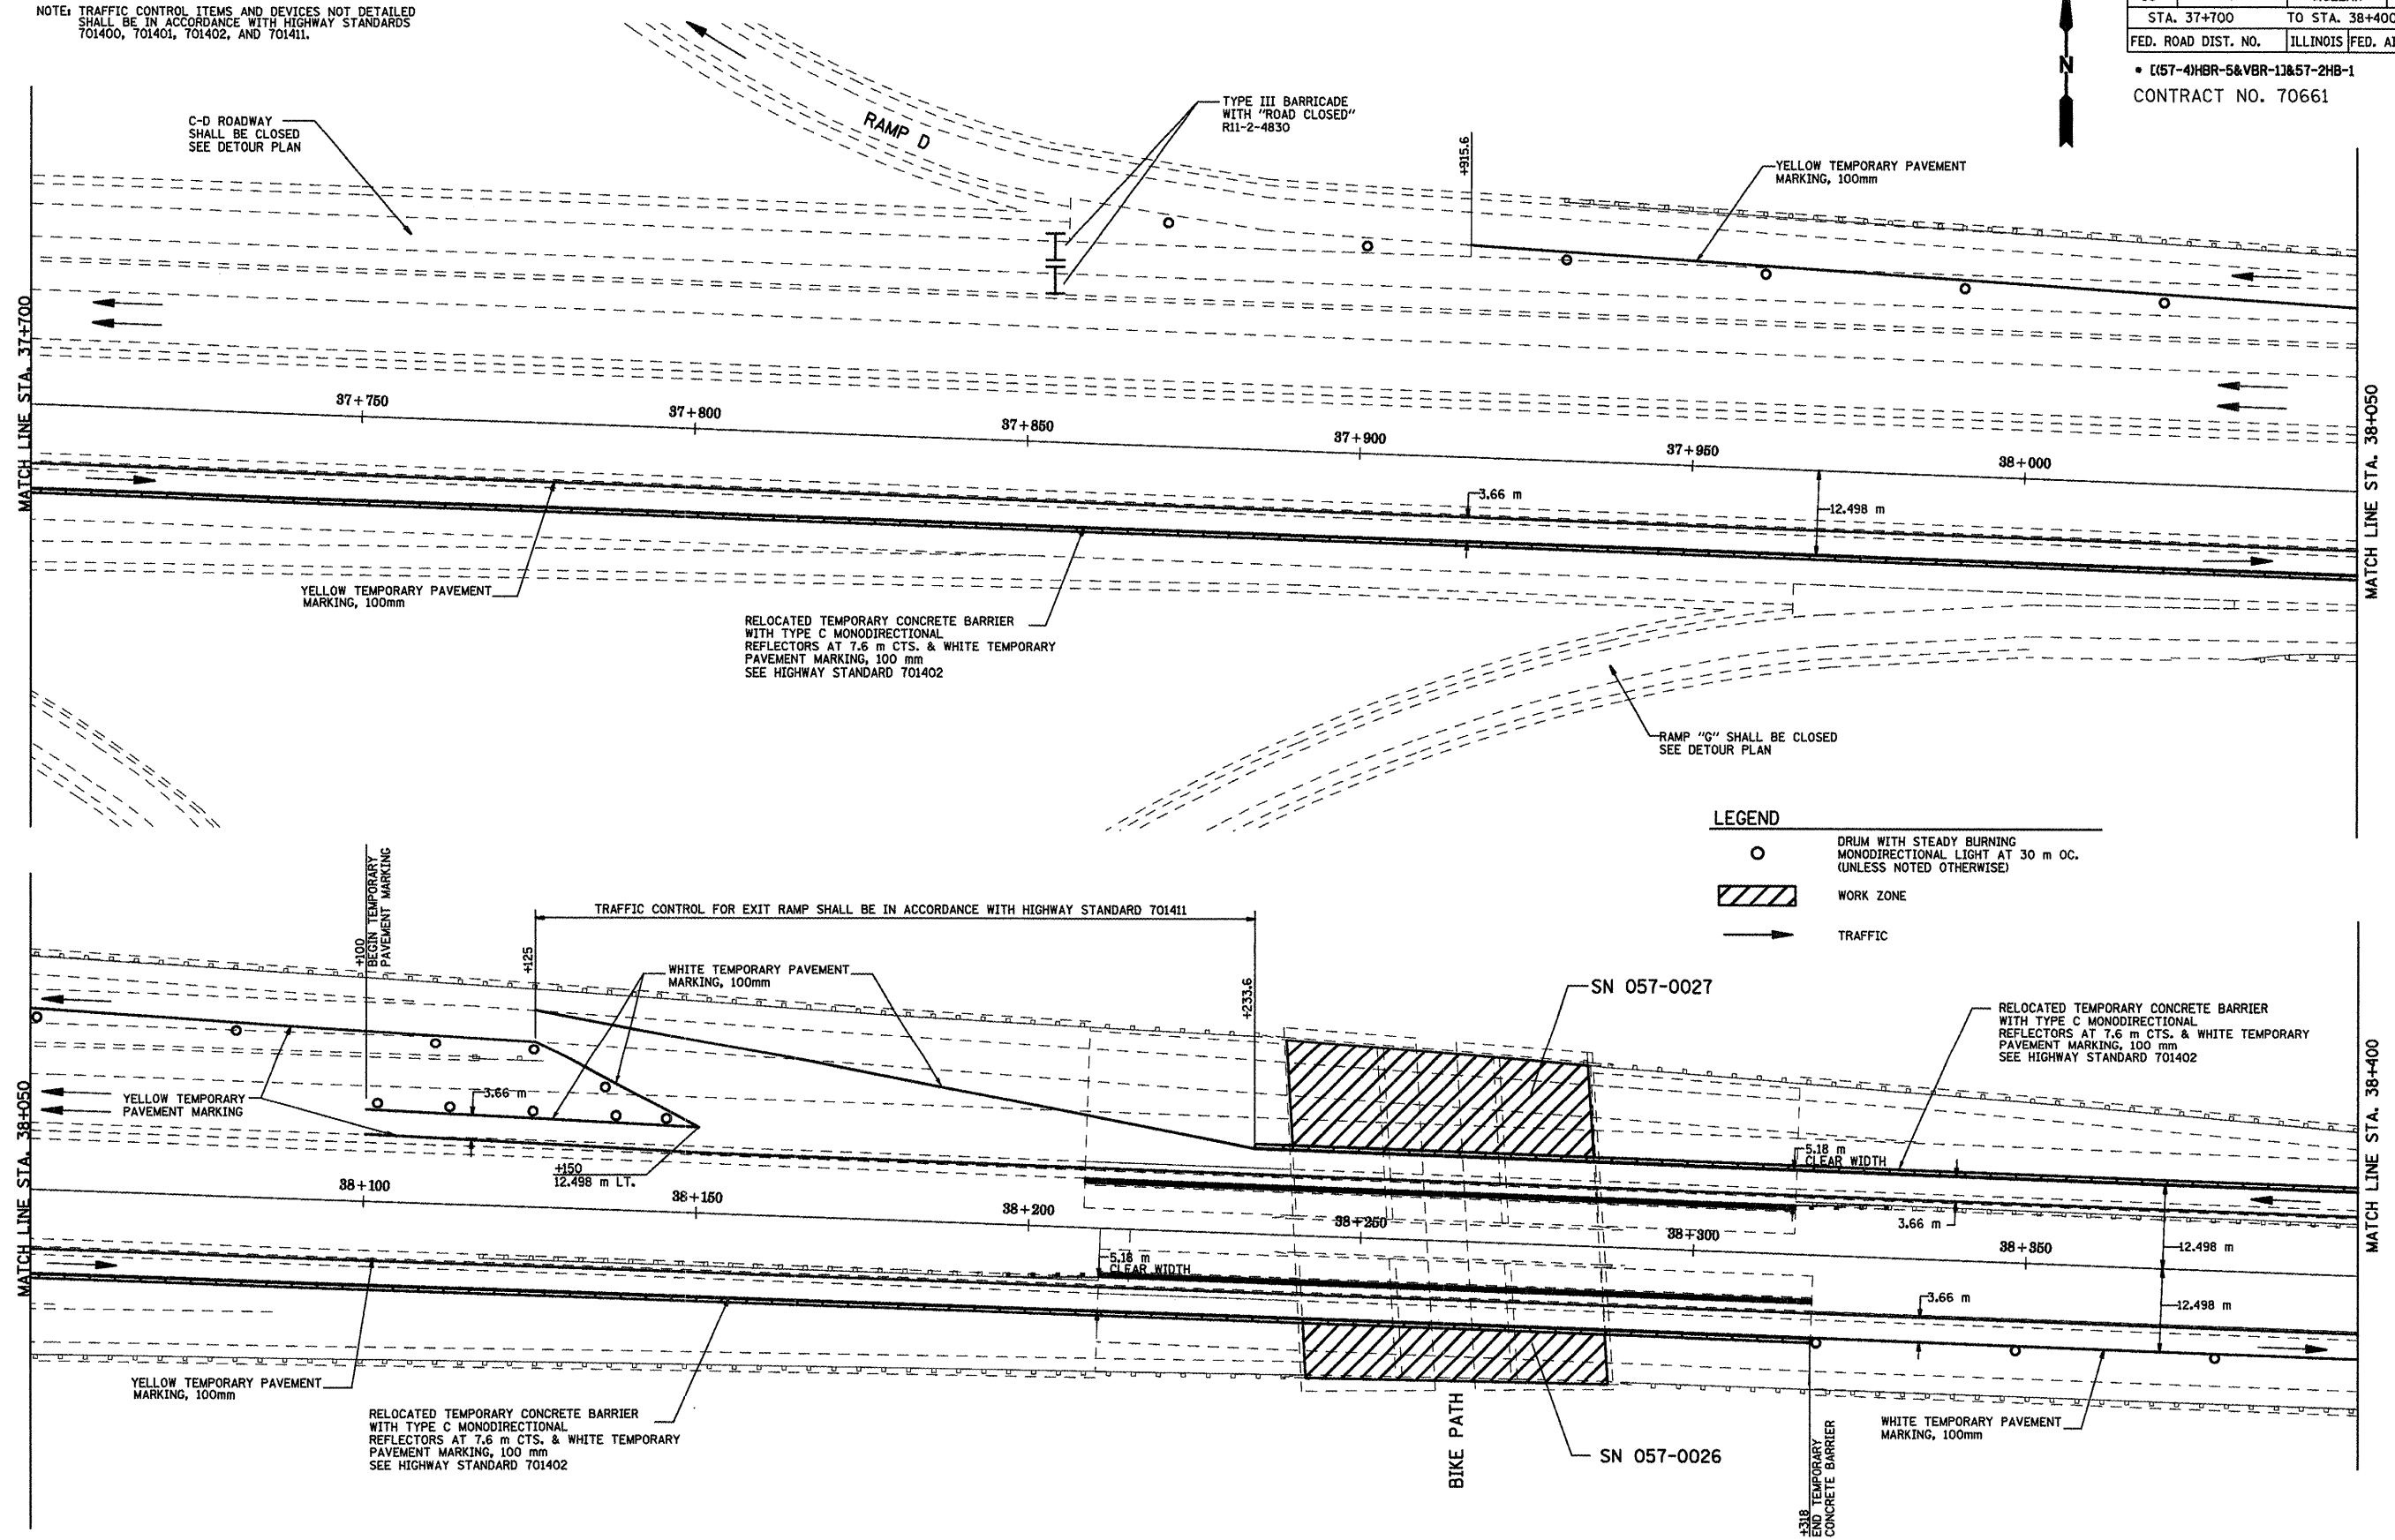 NOTE: TRAFFIC CONTROL ITEMS AND DEVICES NOT DETAILED
SHALL BE IN ACCORDANCE WITH HIGHWAY STANDARDS
701400, 701401, 701402, AND 701411.
STA. 37+700 TO STA. 38+400
FED. ROAD DIST. NO. ILLINOIS FED. AI
• [(57-4)HBR-5&VBR-1]&57-2HB-1
CONTRACT NO. 70661
N
C-D ROADWAY
SHALL BE CLOSED
SEE DETOUR PLAN
RAMP D
TYPE III BARRICADE
WITH "ROAD CLOSED"
R11-2-4830
+915.6
YELLOW TEMPORARY PAVEMENT
MARKING, 100mm
MATCH LINE STA. 37+700
37+750
37+800
37+850
37+900
37+950
38+000
MATCH LINE STA. 38+050
3.66 m
12.498 m
YELLOW TEMPORARY PAVEMENT
MARKING, 100mm
RELOCATED TEMPORARY CONCRETE BARRIER
WITH TYPE C MONODIRECTIONAL
REFLECTORS AT 7.6 m CTS. & WHITE TEMPORARY
PAVEMENT MARKING, 100 mm
SEE HIGHWAY STANDARD 701402
RAMP "G" SHALL BE CLOSED
SEE DETOUR PLAN
LEGEND
DRUM WITH STEADY BURNING
MONODIRECTIONAL LIGHT AT 30 m OC.
(UNLESS NOTED OTHERWISE)
WORK ZONE
TRAFFIC
+100
BEGIN TEMPORARY
PAVEMENT MARKING
+125
TRAFFIC CONTROL FOR EXIT RAMP SHALL BE IN ACCORDANCE WITH HIGHWAY STANDARD 701411
WHITE TEMPORARY PAVEMENT
MARKING, 100mm
+233.6
SN 057-0027
RELOCATED TEMPORARY CONCRETE BARRIER
WITH TYPE C MONODIRECTIONAL
REFLECTORS AT 7.6 m CTS. & WHITE TEMPORARY
PAVEMENT MARKING, 100 mm
SEE HIGHWAY STANDARD 701402
MATCH LINE STA. 38+050
YELLOW TEMPORARY
PAVEMENT MARKING
3.66 m
+150
12.498 m LT.
5.18 m
CLEAR WIDTH
3.66 m
12.498 m
MATCH LINE STA. 38+400
38+100
38+150
38+200
38+250
38+300
38+350
5.18 m
CLEAR WIDTH
3.66 m
12.498 m
YELLOW TEMPORARY PAVEMENT
MARKING, 100mm
RELOCATED TEMPORARY CONCRETE BARRIER
WITH TYPE C MONODIRECTIONAL
REFLECTORS AT 7.6 m CTS. & WHITE TEMPORARY
PAVEMENT MARKING, 100 mm
SEE HIGHWAY STANDARD 701402
BIKE PATH
SN 057-0026
+318
END TEMPORARY
CONCRETE BARRIER
WHITE TEMPORARY PAVEMENT
MARKING, 100mm